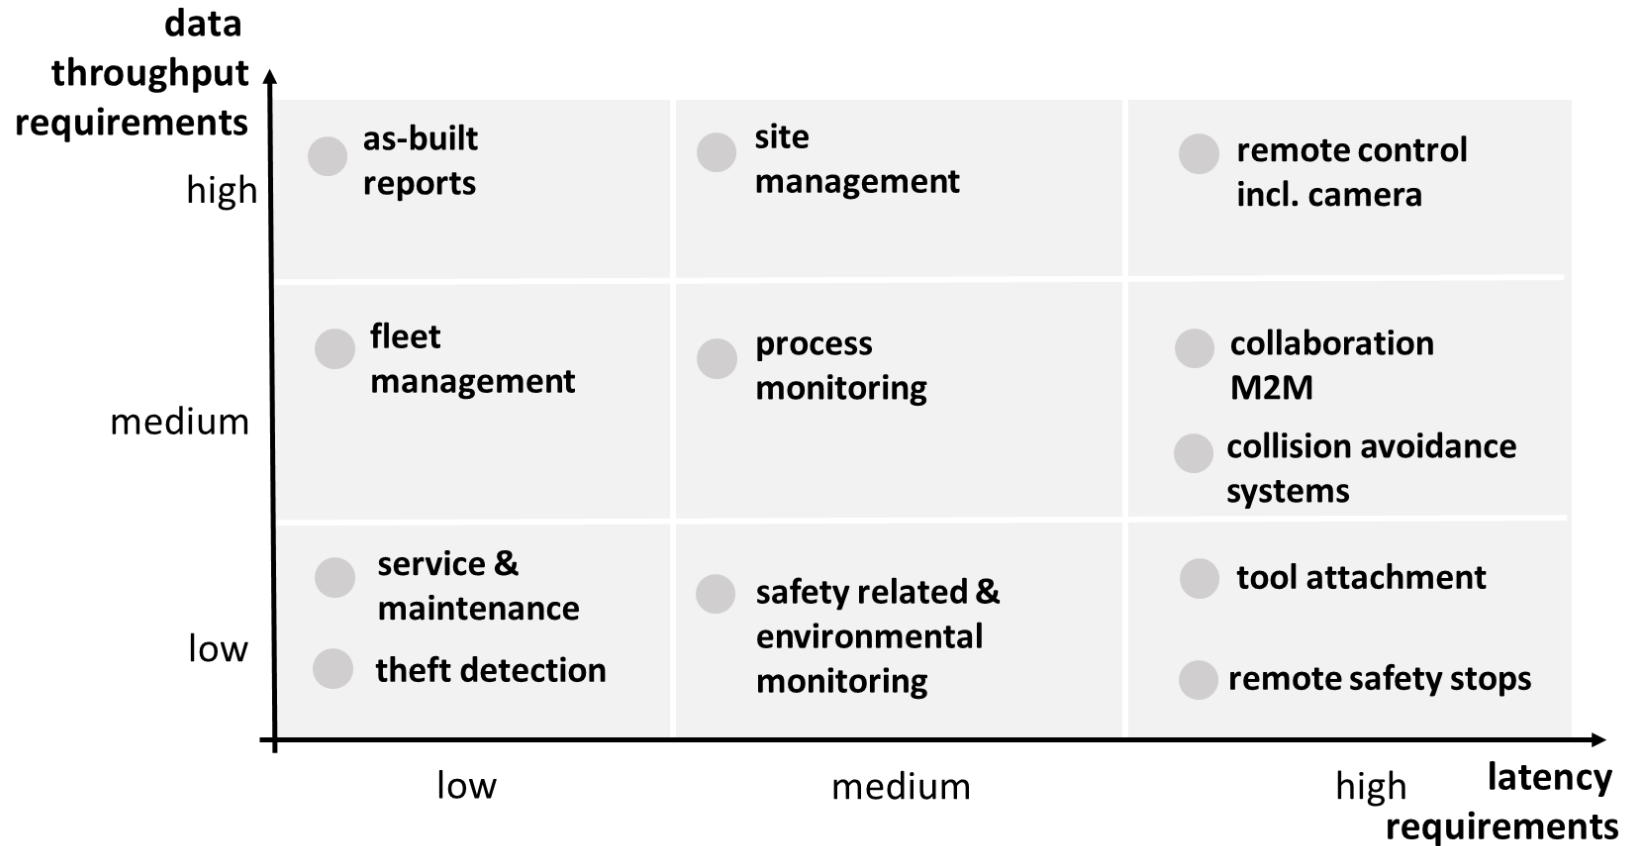 data
throughput
requirements
high
as-built
reports
site
management
remote control
incl. camera
medium
fleet
management
process
monitoring
collaboration
M2M
collision avoidance
systems
low
service &
maintenance
theft detection
safety related &
environmental
monitoring
tool attachment
remote safety stops
low
medium
high
latency
requirements